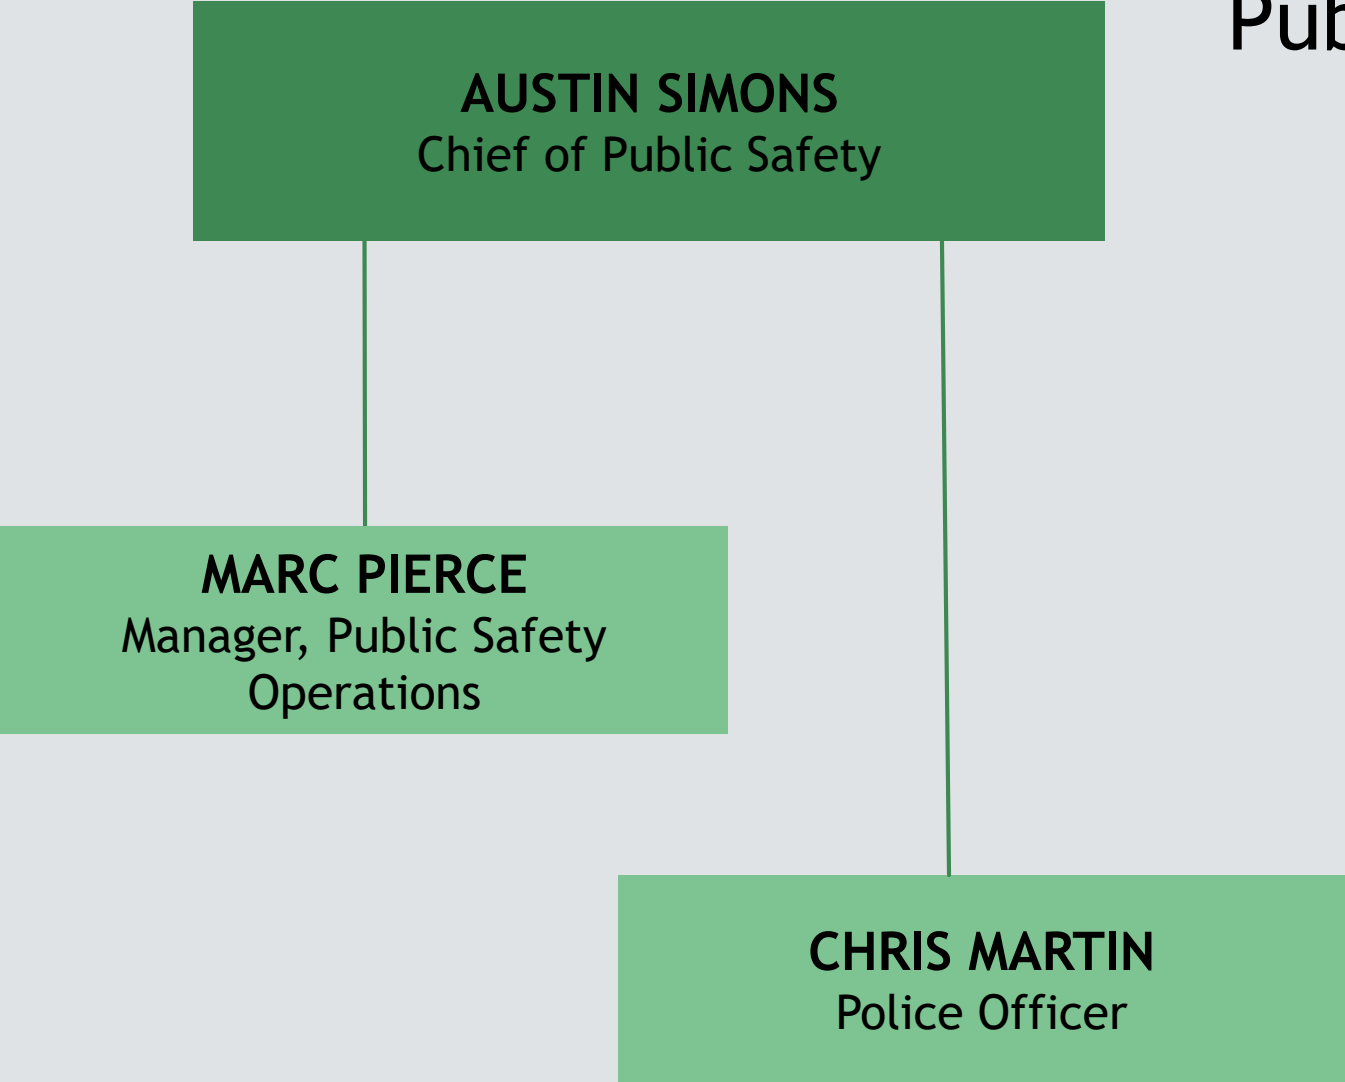 AUSTIN SIMONS
Chief of Public Safety
MARC PIERCE
Manager, Public Safety
Operations
CHRIS MARTIN
Police Officer